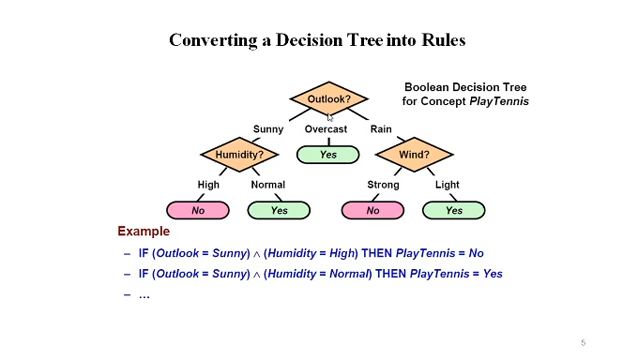 Converting a Decision Tree into Rules
Boolean Decision Tree
for Concept PlayTennis
Outlook?
Sunny Overcast Rain
Humidity? Yes Wind?
High Normal Strong Light
No Yes No Yes
Example
– IF (Outlook = Sunny) ∧ (Humidity = High) THEN PlayTennis = No
– IF (Outlook = Sunny) ∧ (Humidity = Normal) THEN PlayTennis = Yes
– …
5